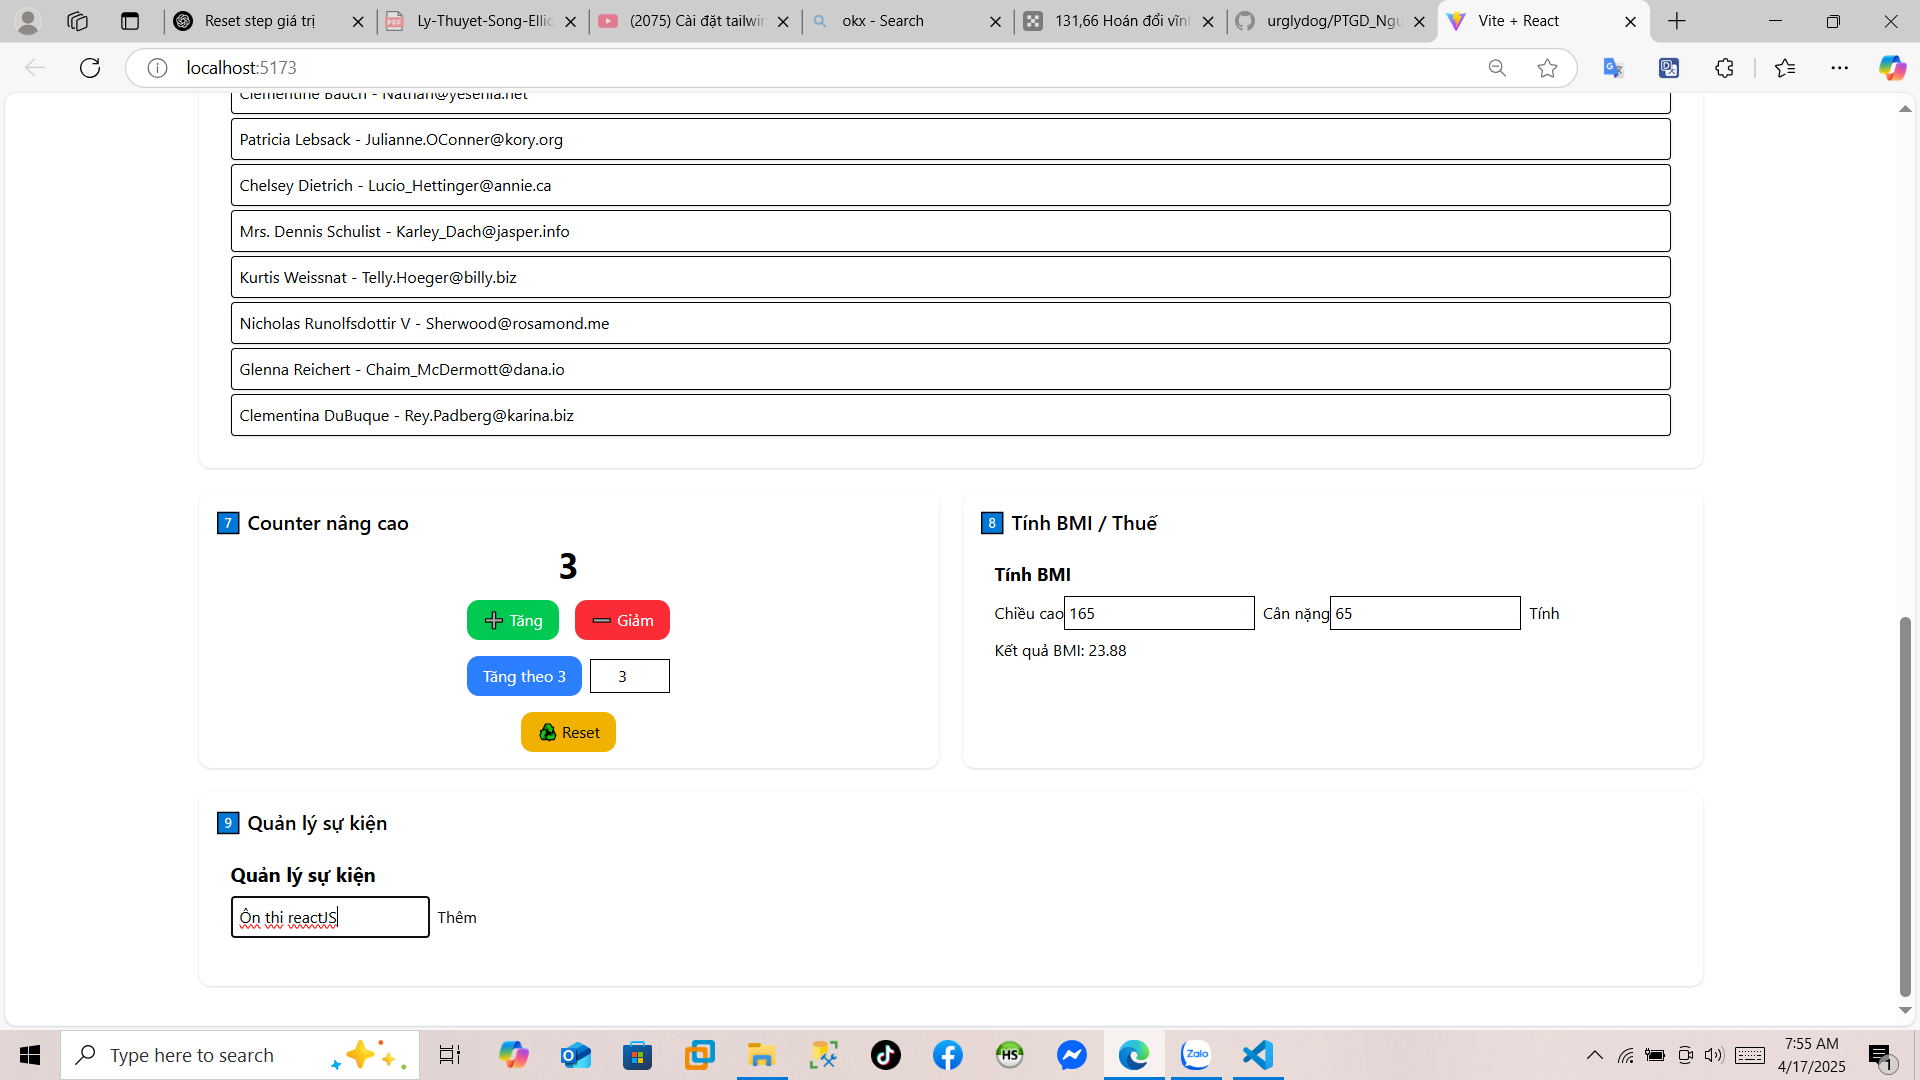 Reset step giá trị
Ly-Thuyet-Song-Ellic
(2075) Cài đặt tailwin
okx - Search
131,66 Hoán đổi vĩnh
urglydog/PTGD_Ngu
Vite + React
localhost:5173
Clementine Bauch - Nathan@yesenia.net
Patricia Lebsack - Julianne.OConner@kory.org
Chelsey Dietrich - Lucio_Hettinger@annie.ca
Mrs. Dennis Schulist - Karley_Dach@jasper.info
Kurtis Weissnat - Telly.Hoeger@billy.biz
Nicholas Runolfsdottir V - Sherwood@rosamond.me
Glenna Reichert - Chaim_McDermott@dana.io
Clementina DuBuque - Rey.Padberg@karina.biz
7 Counter nâng cao
3
➕ Tăng ➖ Giảm
Tăng theo 3 3
Reset
8 Tính BMI / Thuế
Tính BMI
Chiều cao 165 Cân nặng 65 Tính
Kết quả BMI: 23.88
9 Quản lý sự kiện
Quản lý sự kiện
Ôn thi reactJS Thêm
Type here to search
HS
Zalo
7:55 AM
4/17/2025
1